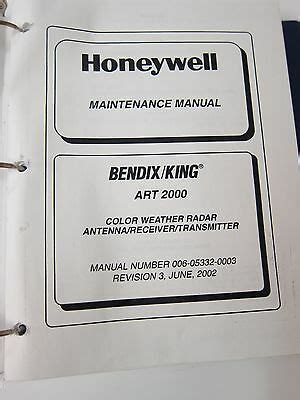 Honeywell
MAINTENANCE MANUAL
BENDIX/KING®
ART 2000
COLOR WEATHER RADAR
ANTENNA/RECEIVER/TRANSMITTER
MANUAL NUMBER 006-05332-0003
REVISION 3, JUNE, 2002